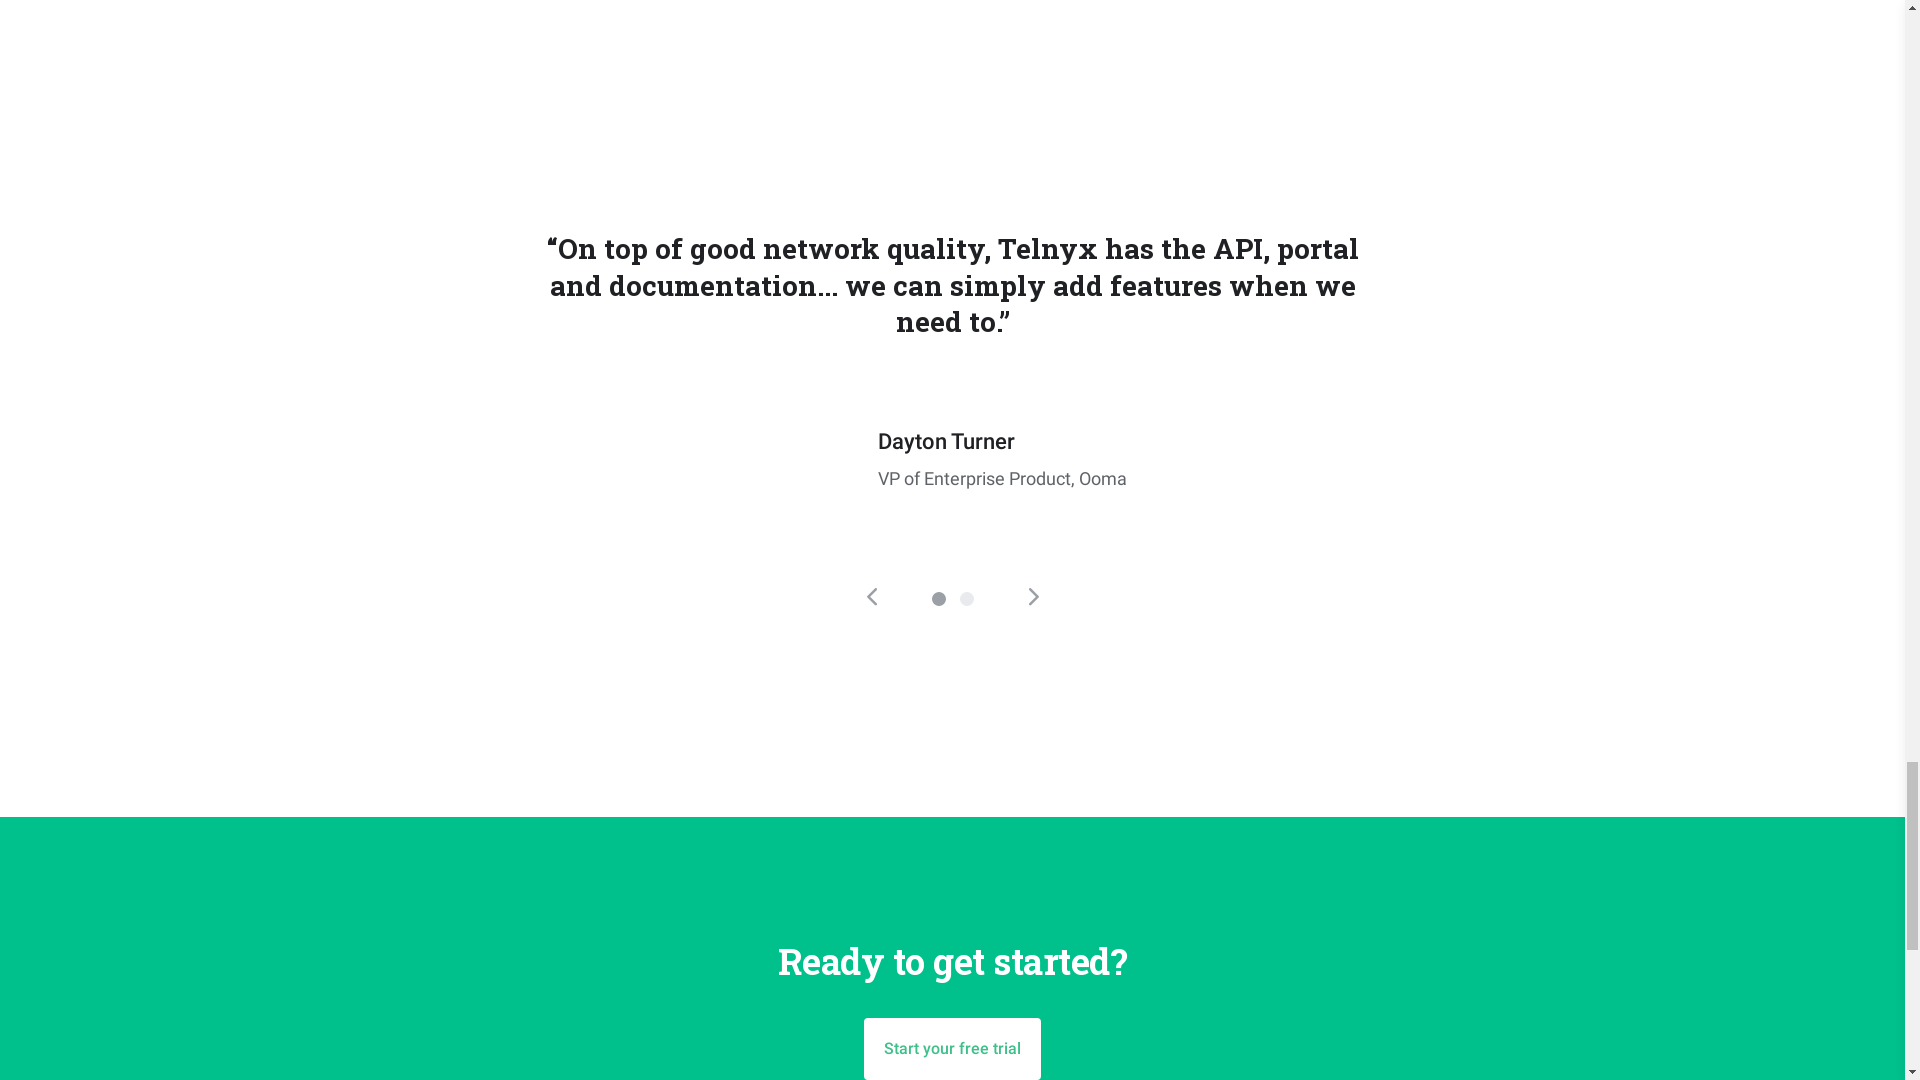 “On top of good network quality, Telnyx has the API, portal
and documentation... we can simply add features when we
need to.”
Dayton Turner
VP of Enterprise Product, Ooma
Ready to get started?
Start your free trial